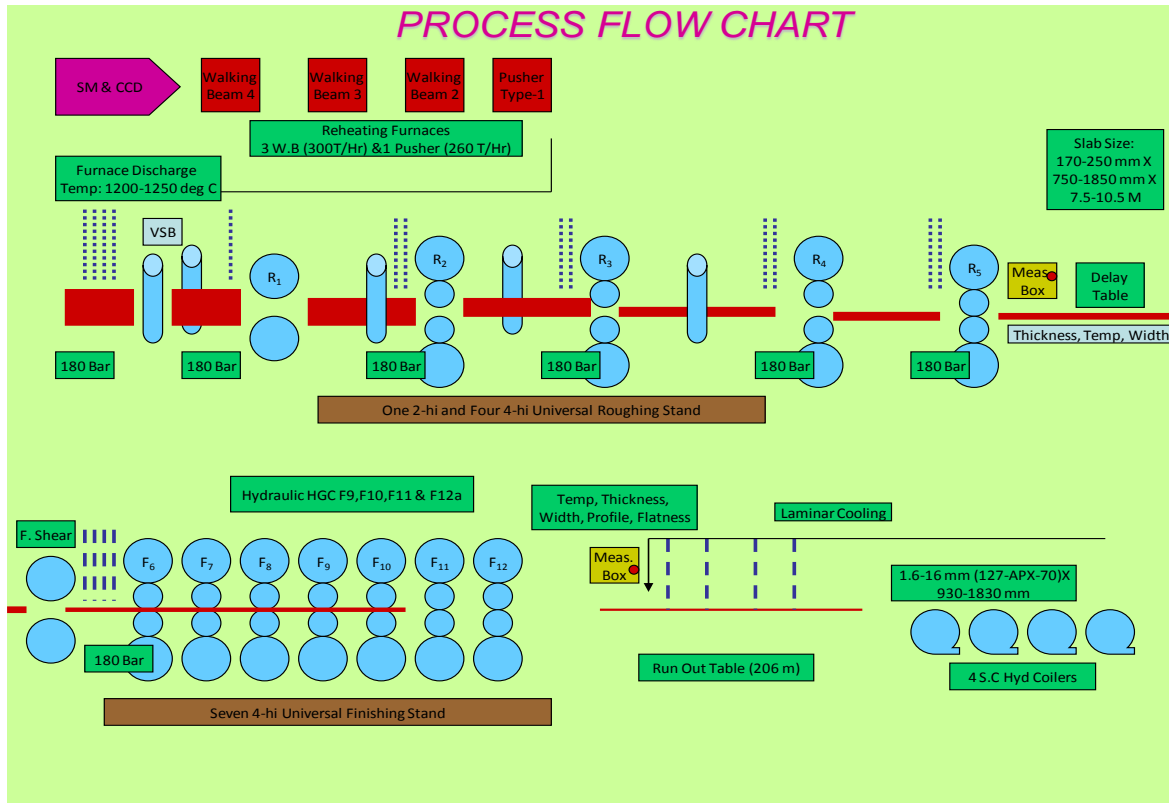 PROCESS FLOW CHART
SM & CCD
Walking
Beam 4
Walking
Beam 3
Walking
Beam 2
Pusher
Type-1
Reheating Furnaces
3 W.B (300T/Hr) &1 Pusher (260 T/Hr)
Furnace Discharge
Temp: 1200-1250 deg C
Slab Size:
170-250 mm X
750-1850 mm X
7.5-10.5 M
VSB
R1
R2
R3
R4
R5
Meas.
Box
Delay
Table
Thickness, Temp, Width
180 Bar
180 Bar
180 Bar
180 Bar
180 Bar
180 Bar
One 2-hi and Four 4-hi Universal Roughing Stand
Hydraulic HGC F9,F10,F11 & F12a
Temp, Thickness,
Width, Profile, Flatness
Laminar Cooling
F. Shear
F6
F7
F8
F9
F10
F11
F12
Meas.
Box
1.6-16 mm (127-APX-70)X
930-1830 mm
180 Bar
Run Out Table (206 m)
4 S.C Hyd Coilers
Seven 4-hi Universal Finishing Stand